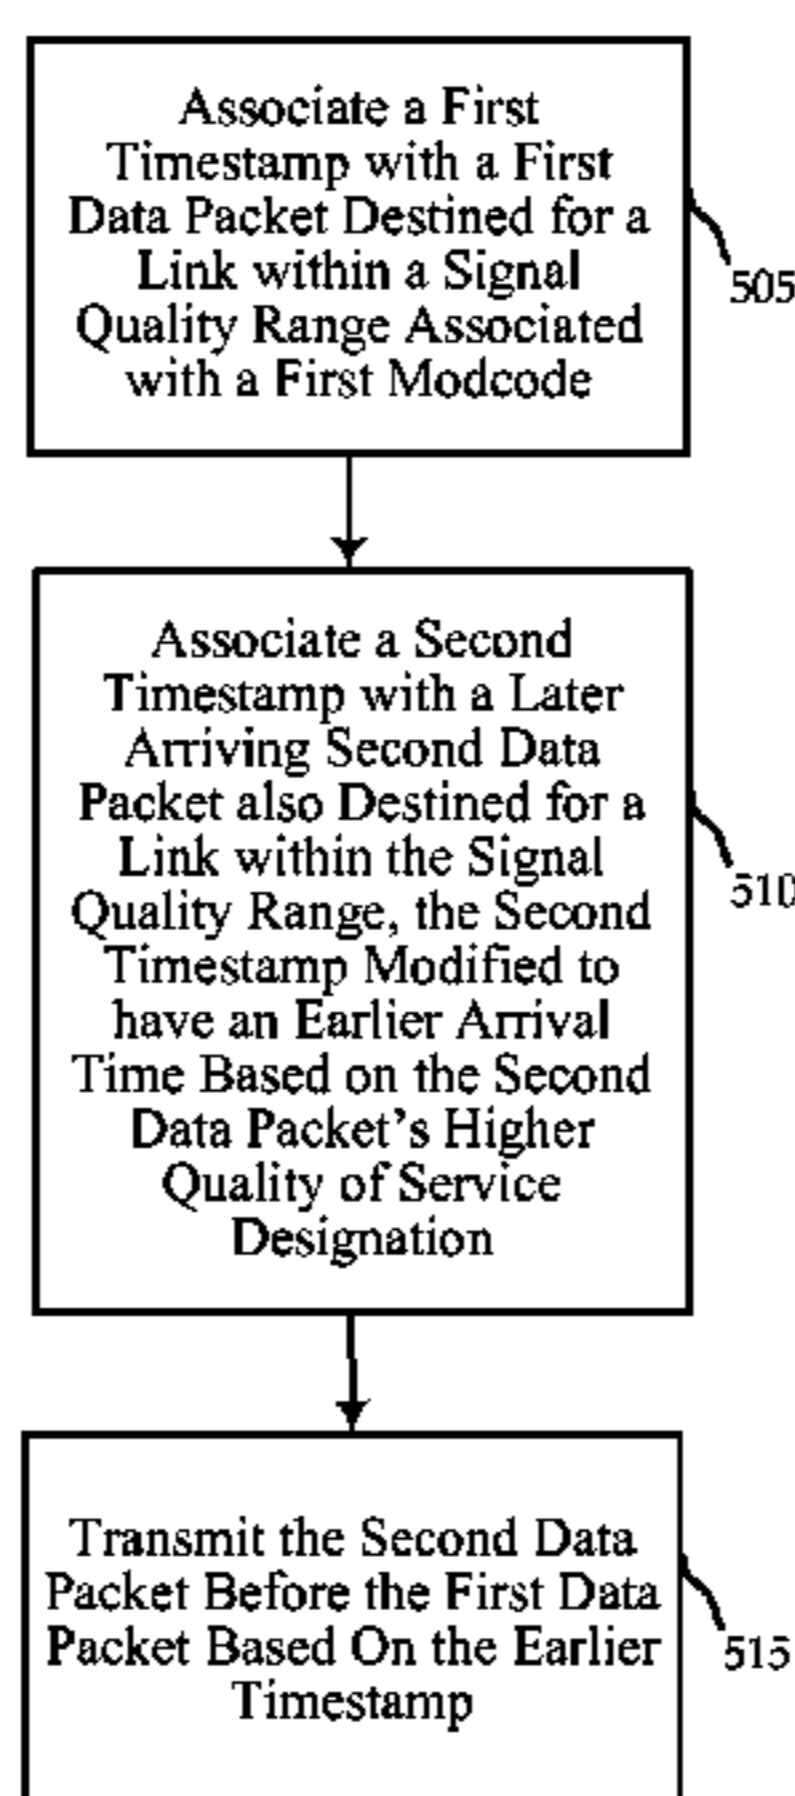 Associate a First
Timestamp with a First
Data Packet Destined for a
Link within a Signal
Quality Range Associated
with a First Modcode
505
Associate a Second
Timestamp with a Later
Arriving Second Data
Packet also Destined for a
Link within the Signal
Quality Range, the Second
Timestamp Modified to
have an Earlier Arrival
Time Based on the Second
Data Packet’s Higher
Quality of Service
Designation
510
Transmit the Second Data
Packet Before the First Data
Packet Based On the Earlier
Timestamp
515